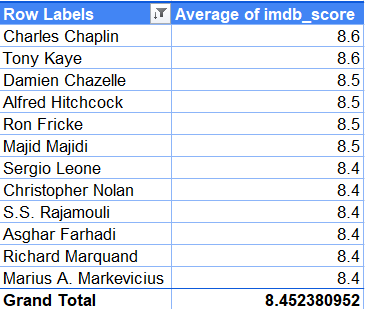 Row Labels Average of imdb_score
Charles Chaplin 8.6
Tony Kaye 8.6
Damien Chazelle 8.5
Alfred Hitchcock 8.5
Ron Fricke 8.5
Majid Majidi 8.5
Sergio Leone 8.4
Christopher Nolan 8.4
S.S. Rajamouli 8.4
Asghar Farhadi 8.4
Richard Marquand 8.4
Marius A. Markevicius 8.4
Grand Total 8.452380952